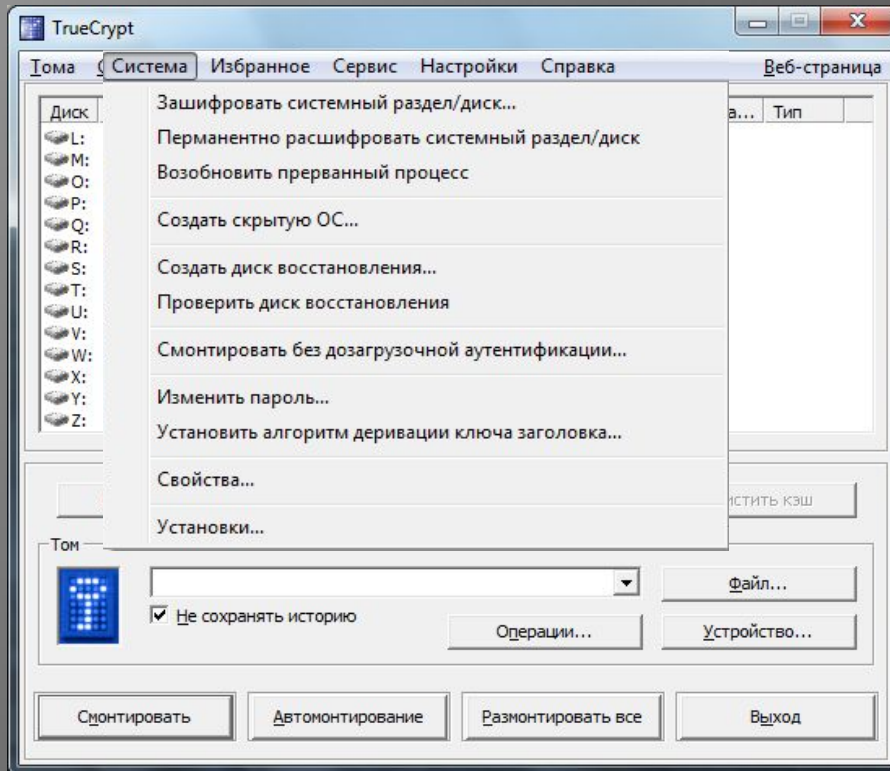 TrueCrypt
Тома Система Избранное Сервис Настройки Справка Веб-страница
Диск Тип
L:
M:
O:
P:
Q:
R:
S:
T:
U:
V:
W:
X:
Y:
Z:
Зашифровать системный раздел/диск...
Перманентно расшифровать системный раздел/диск
Возобновить прерванный процесс
Создать скрытую ОС...
Создать диск восстановления...
Проверить диск восстановления
Смонтировать без дозагрузочной аутентификации...
Изменить пароль...
Установить алгоритм деривации ключа заголовка...
Свойства...
Установки...
кэш
Том
Файл...
Не сохранять историю
Операции...
Устройство...
Смонтировать
Автомонтирование
Размонтировать все
Выход